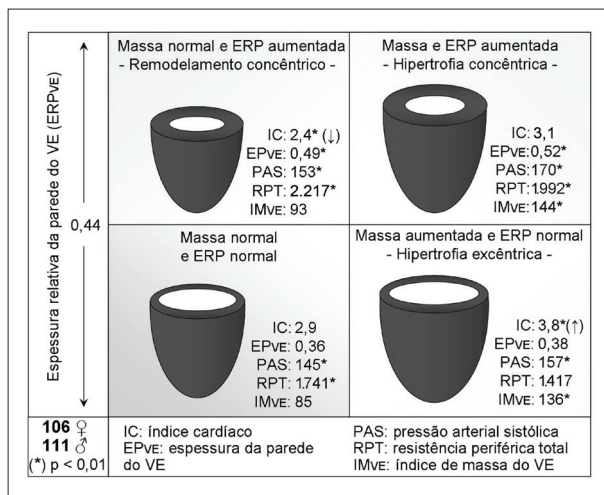 Espessura relativa da parede do VE (ERPVE)
0,44
Massa normal e ERP aumentada
- Remodelamento concêntrico -
IC: 2,4* (↓)
EPVE: 0,49*
PAS: 153*
RPT: 2.217*
IMVE: 93
Massa e ERP aumentada
- Hipertrofia concêntrica -
IC: 3,1
EPVE: 0,52*
PAS: 170*
RPT: 1992*
IMVE: 144*
Massa normal
e ERP normal
IC: 2,9
EPVE: 0,36
PAS: 145*
RPT: 1.741*
IMVE: 85
Massa aumentada e ERP normal
- Hipertrofia excêntrica -
IC: 3,8*(↑)
EPVE: 0,38
PAS: 157*
RPT: 1.417
IMVE: 136*
106 ♀
111 ♂
(*) p < 0,01
IC: índice cardíaco
EPVE: espessura da parede
do VE
PAS: pressão arterial sistólica
RPT: resistência periférica total
IMVE: índice de massa do VE